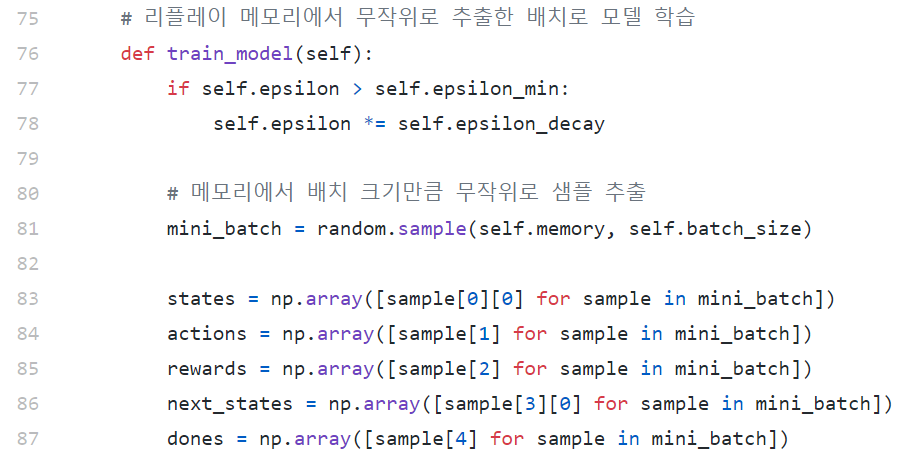 75 # 리플레이 메모리에서 무작위로 추출한 배치로 모델 학습
76 def train_model(self):
77 if self.epsilon > self.epsilon_min:
78 self.epsilon *= self.epsilon_decay
79
80 # 메모리에서 배치 크기만큼 무작위로 샘플 추출
81 mini_batch = random.sample(self.memory, self.batch_size)
82
83 states = np.array([sample[0][0] for sample in mini_batch])
84 actions = np.array([sample[1] for sample in mini_batch])
85 rewards = np.array([sample[2] for sample in mini_batch])
86 next_states = np.array([sample[3][0] for sample in mini_batch])
87 dones = np.array([sample[4] for sample in mini_batch])